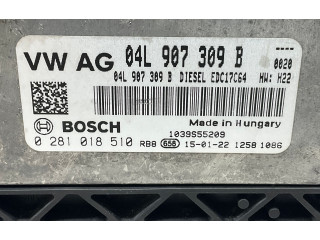 VW AG 04L 907 309 B ----
04L 907 309 B DIESEL EDC17C64 0020
HW: H22
BOSCH
Made in Hungary
1039S55209
0 281 018 510 RB8 656 15-01-22 1258 1086